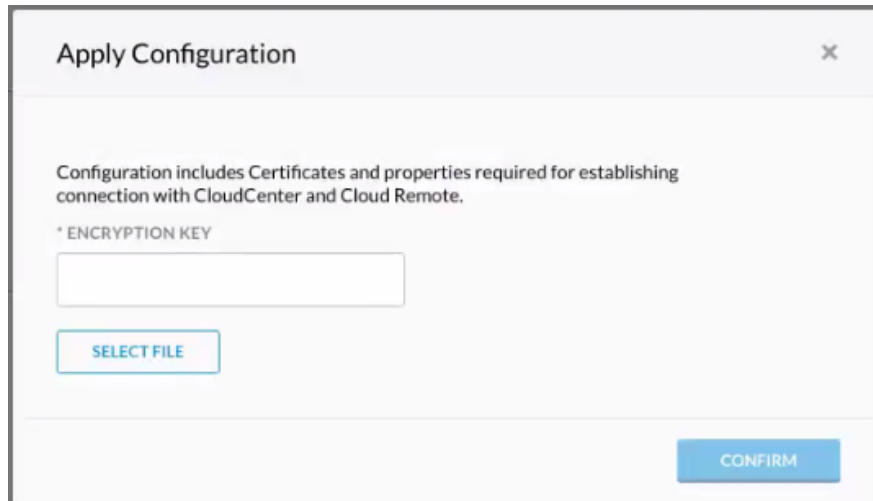 Apply Configuration
Configuration includes Certificates and properties required for establishing
connection with CloudCenter and Cloud Remote.
* ENCRYPTION KEY
SELECT FILE
CONFIRM